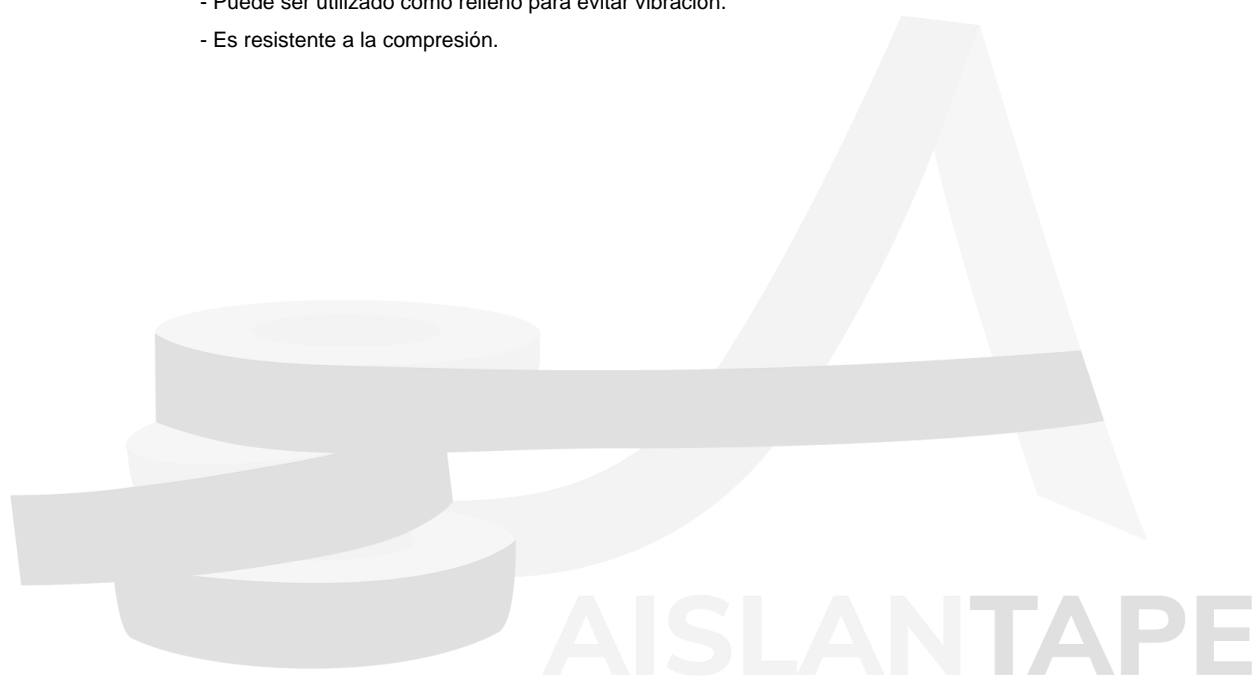 - Puede ser utilizado como relleno para evitar vibración.
- Es resistente a la compresión.
AISLANTAPE